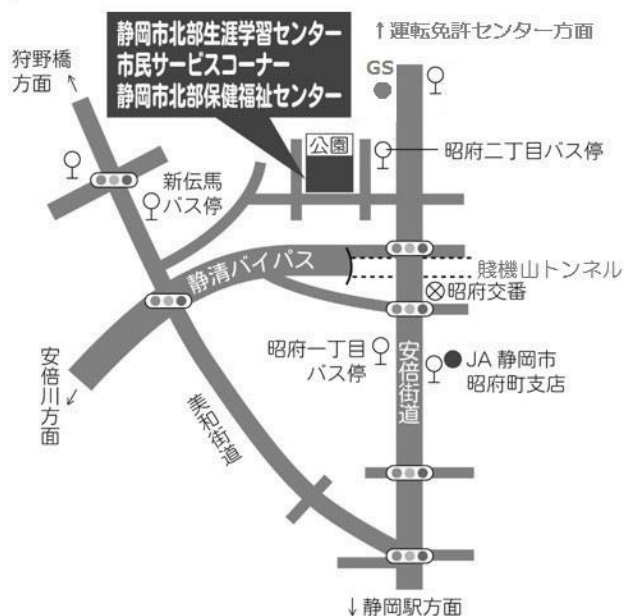 静岡市北部生涯学習センター
市民サービスコーナー
静岡市北部保健福祉センター
↑運転免許センター方面
狩野橋
方面
GS
公園
昭府二丁目バス停
新伝馬
バス停
静清バイパス
賤機山トンネル
昭府交番
安倍川方面
昭府一丁目
バス停
安倍街道
JA 静岡市
昭府町支店
美和街道
↓静岡駅方面